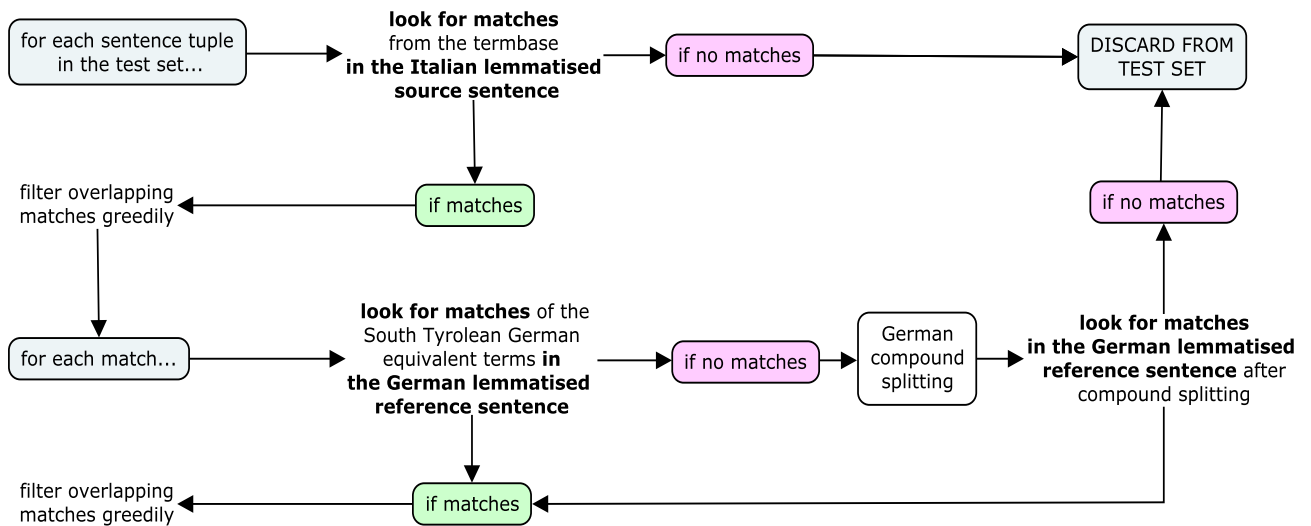 for each sentence tuple
in the test set...
look for matches
from the termbase
in the Italian lemmatised
source sentence
if no matches
DISCARD FROM
TEST SET
filter overlapping
matches greedily
if matches
if no matches
for each match...
look for matches of the
South Tyrolean German
equivalent terms in
the German lemmatised
reference sentence
if no matches
German
compound
splitting
look for matches
in the German lemmatised
reference sentence after
compound splitting
filter overlapping
matches greedily
if matches